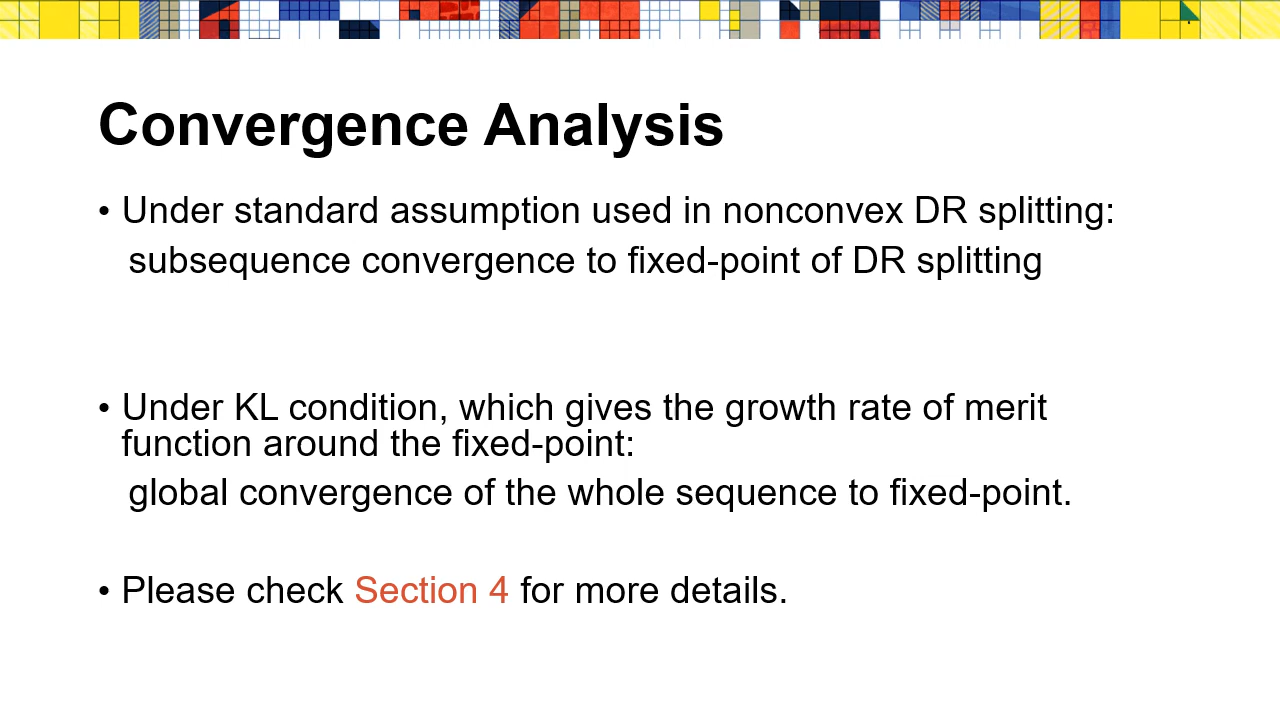 Convergence Analysis
• Under standard assumption used in nonconvex DR splitting:
subsequence convergence to fixed-point of DR splitting
• Under KL condition, which gives the growth rate of merit
function around the fixed-point:
global convergence of the whole sequence to fixed-point.
• Please check Section 4 for more details.